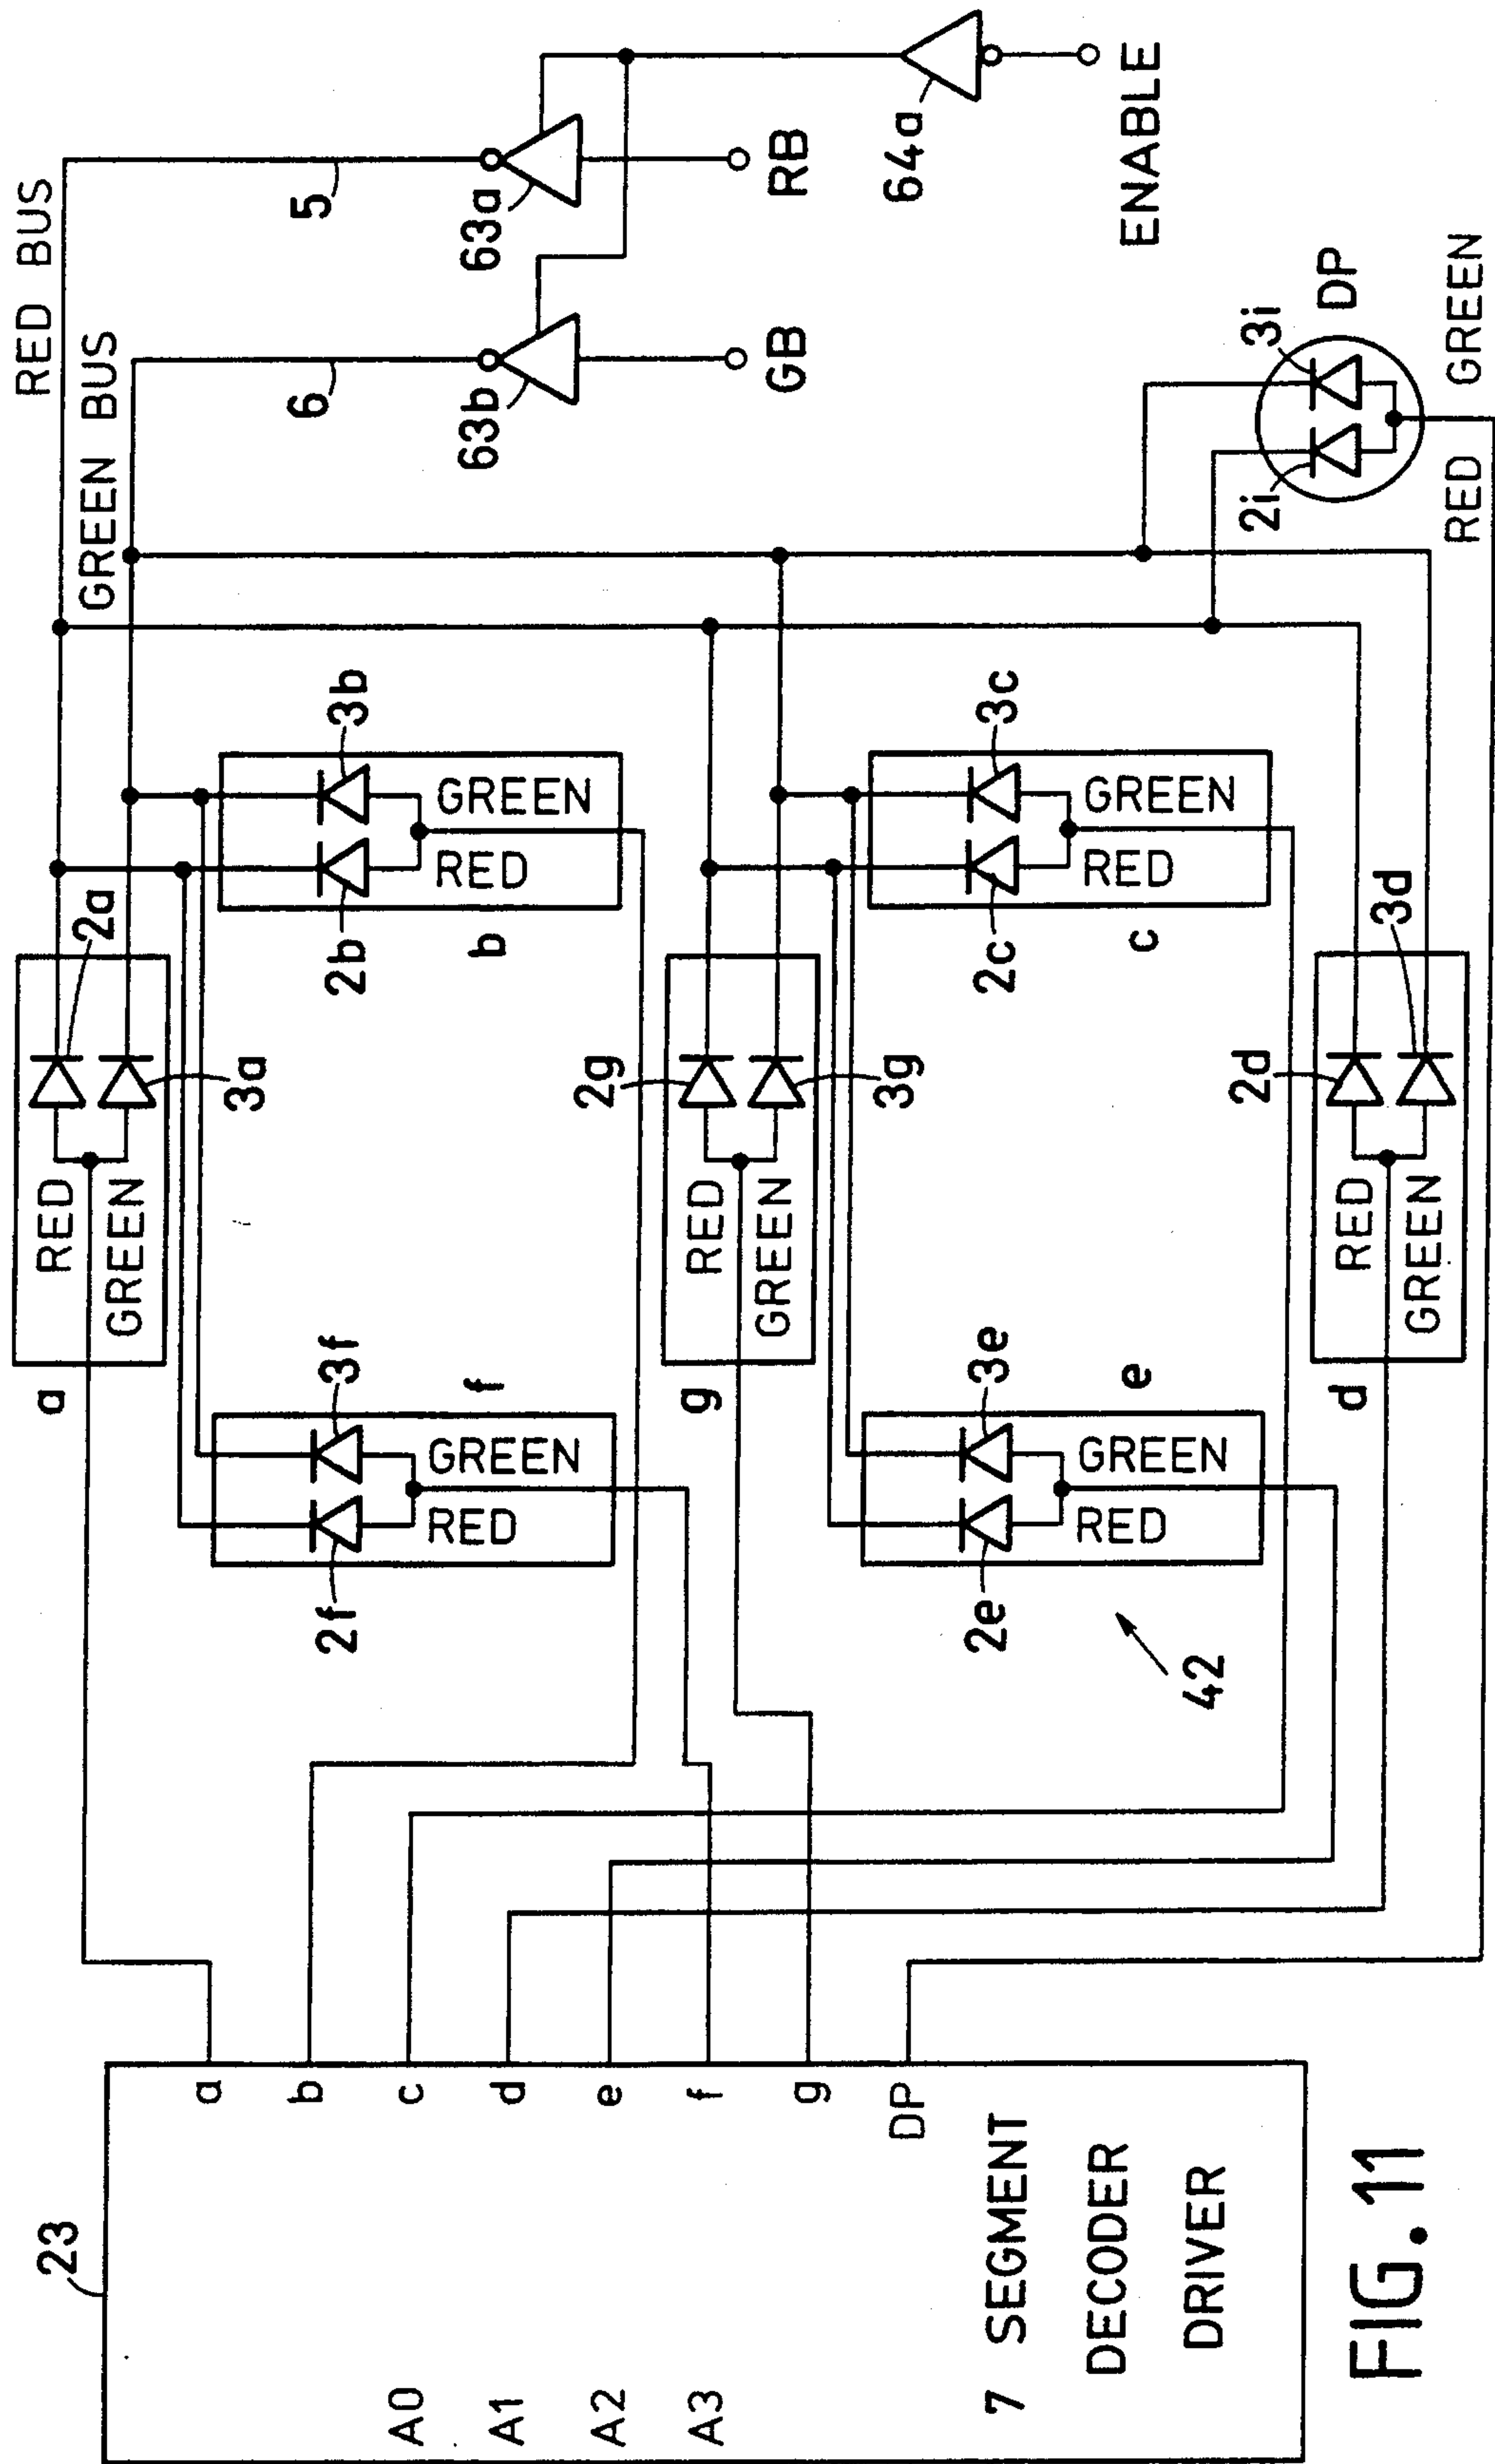 RED BUS
GREEN BUS
5
6
63a
63b
RB
GB
64a
ENABLE
a
RED
GREEN
2a
3a
2f
3f
RED
GREEN
f
2b
3b
RED
GREEN
b
g
RED
GREEN
2g
3g
2e
3e
RED
GREEN
e
2c
3c
RED
GREEN
c
d
RED
GREEN
2d
3d
42
2i
3i
DP
RED
GREEN
23
a
b
c
d
e
f
g
DP
A0
A1
A2
A3
7 SEGMENT
DECODER
DRIVER
FIG. 11